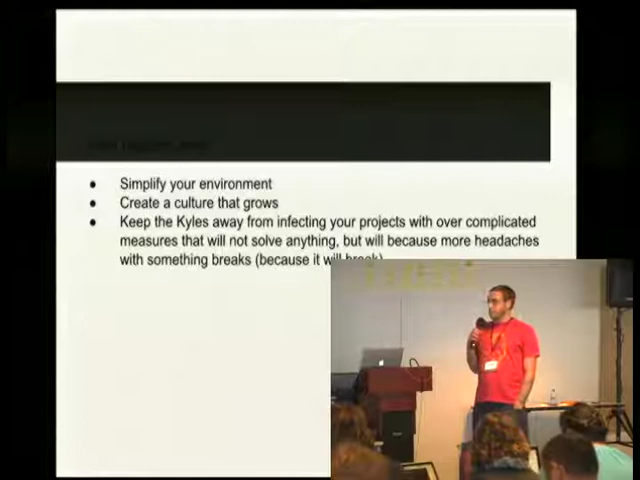 Simplify your environment
Create a culture that grows
Keep the Kyles away from infecting your projects with over complicated
measures that will not solve anything, but will because more headaches
with something breaks (because it will break)